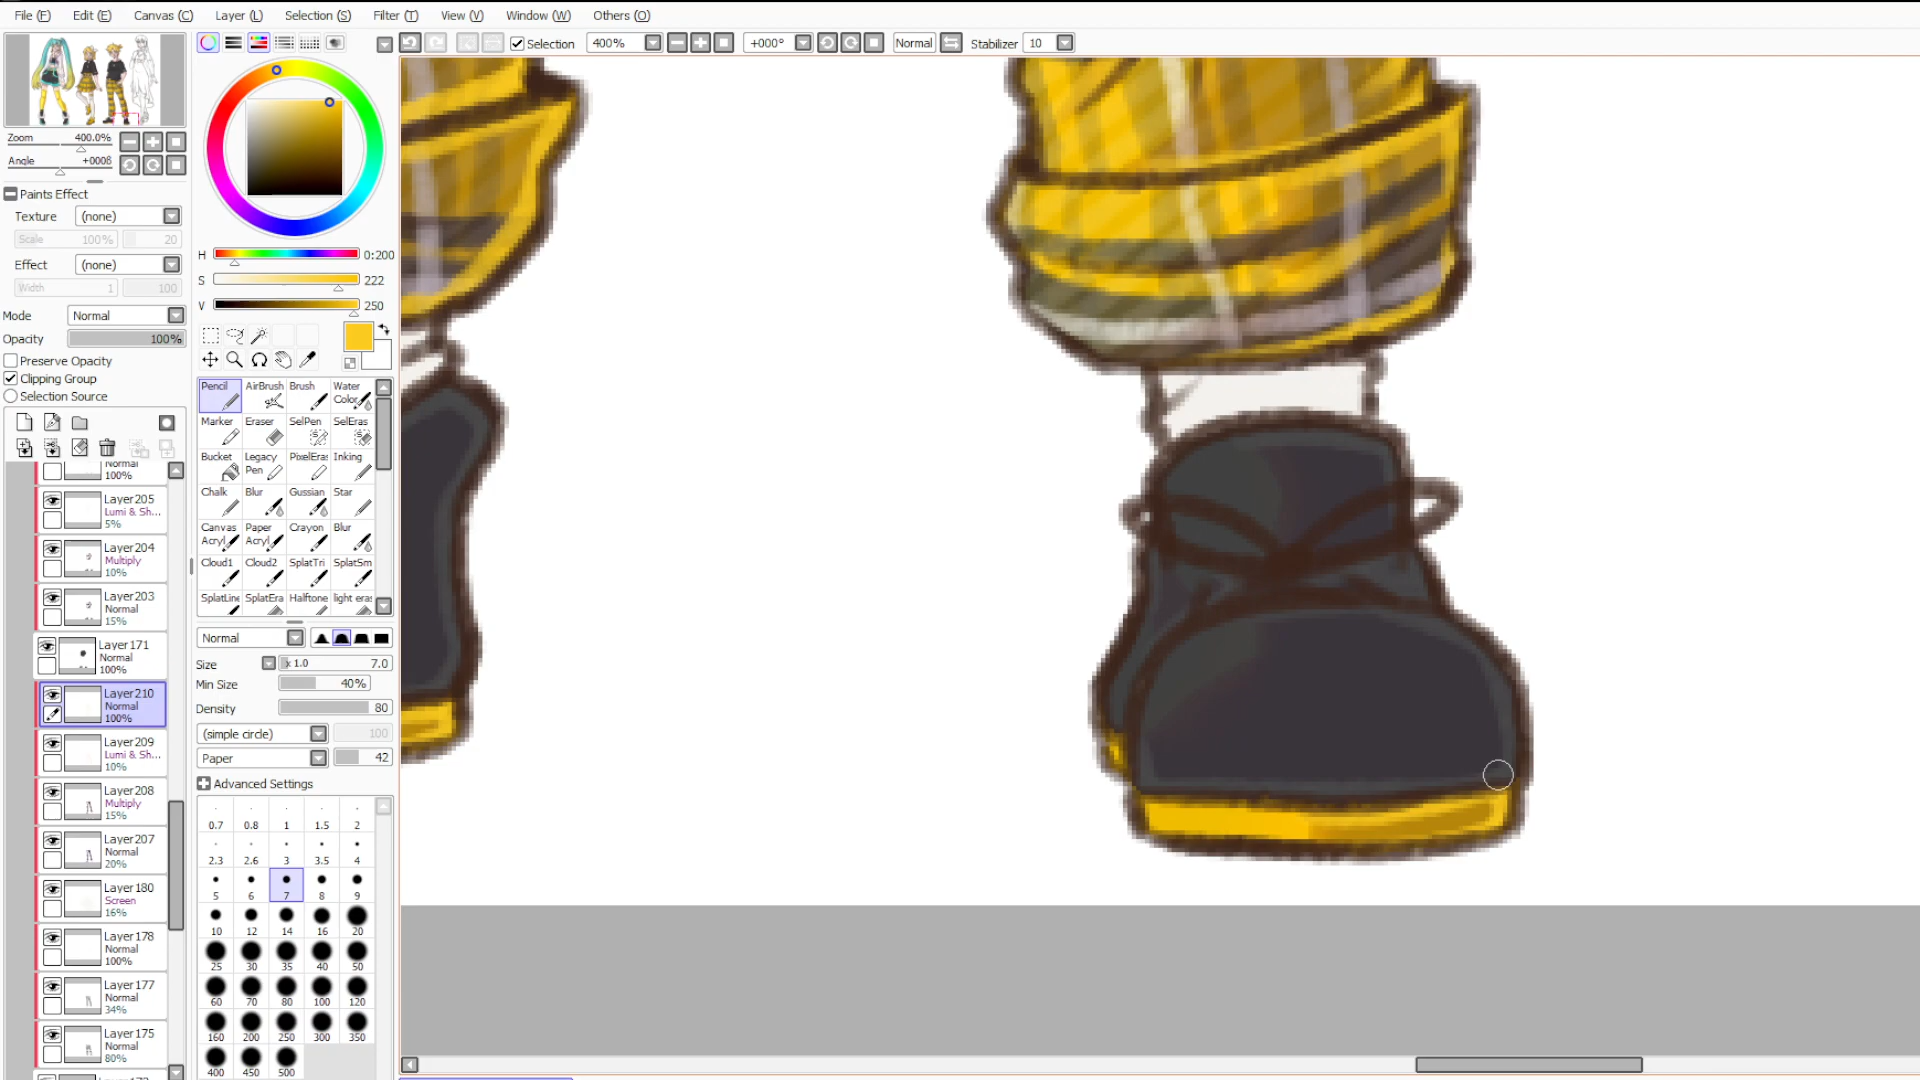 File (F) Edit (E) Canvas (C) Layer (L) Selection (S) Filter (T) View (V) Window (W) Others (O)
Selection 400% +000° Normal Stabilizer 10
Zoom 400.0%
Angle
Paints Effect
Texture (none)
Scale 100% 20
Effect (none)
Width 1 100
Mode Normal
Opacity 100%
Preserve Opacity
Clipping Group
Selection Source
H 0:200
S 222
V 250
Pencil AirBrush Brush Water Color
Marker Eraser SelPen SelEras
Bucket Legacy Pen PixelEra: Inking
Chalk Blur Gussian Star
Canvas Acryl Paper Acryl Crayon Blur
Cloud1 Cloud2 SplatTri SplatSm
SplatLine SplatEra Halftone light era
Normal
Size x 1.0 7.0
Min Size 40%
Density 80
(simple circle) 100
Paper 42
Advanced Settings
0.7 0.8 1 1.5 2
2.3 2.6 3 3.5 4
5 6 7 8 9
10 12 14 16 20
25 30 35 40 50
60 70 80 100 120
160 200 250 300 350
400 450 500
Normal
100%
Layer205
Lumi & Sh...
5%
Layer204
Multiply
10%
Layer203
Normal
15%
Layer171
Normal
100%
Layer210
Normal
100%
Layer209
Lumi & Sh...
10%
Layer208
Multiply
15%
Layer207
Normal
20%
Layer180
Screen
16%
Layer178
Normal
100%
Layer177
Normal
34%
Layer175
Normal
80%